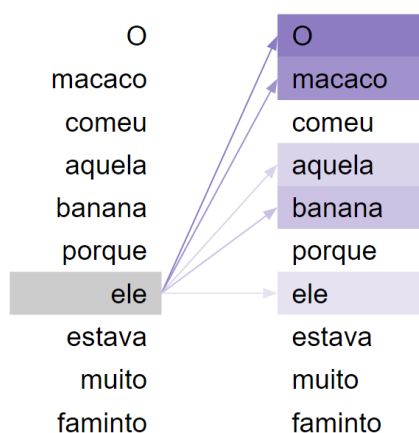 O O
macaco macaco
comeu comeu
aquela aquela
banana banana
porque porque
ele ele
estava estava
muito muito
faminto faminto